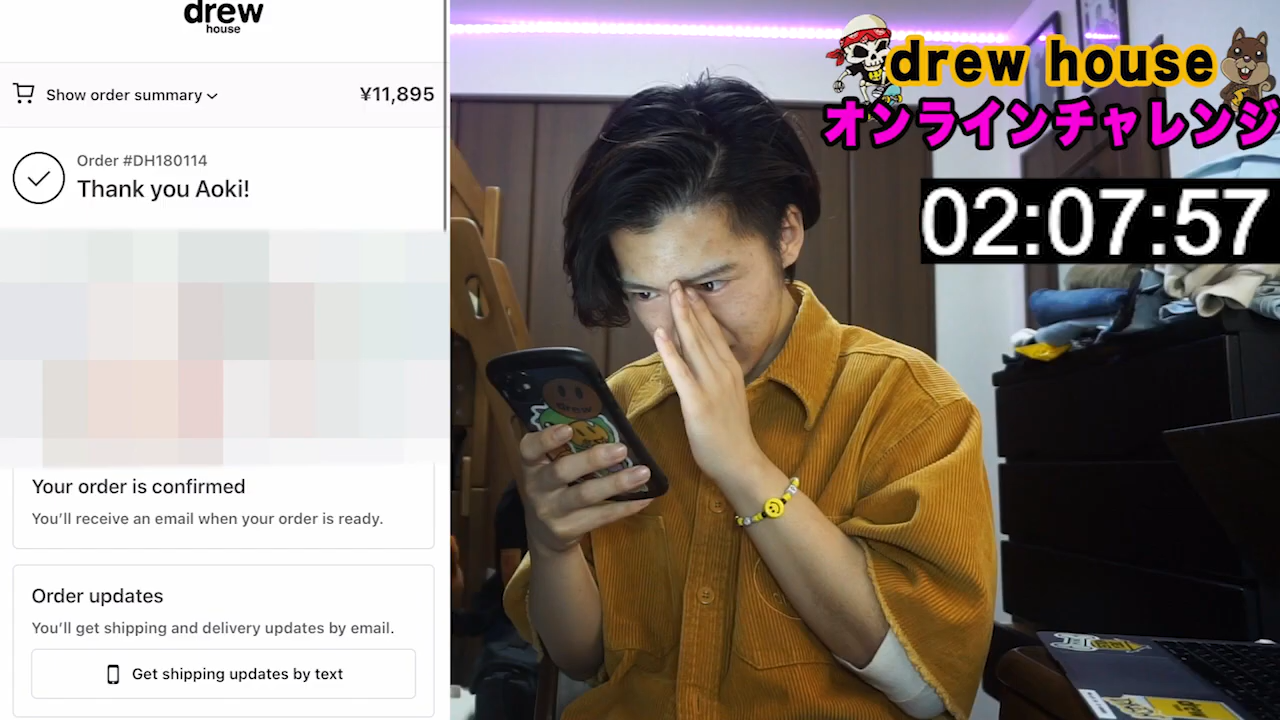 drew
house
Show order summary
¥11,895
Order #DH180114
Thank you Aoki!
Your order is confirmed
You'll receive an email when your order is ready.
Order updates
You'll get shipping and delivery updates by email.
Get shipping updates by text
drew house
オンラインチャレンジ
02:07:57
drew